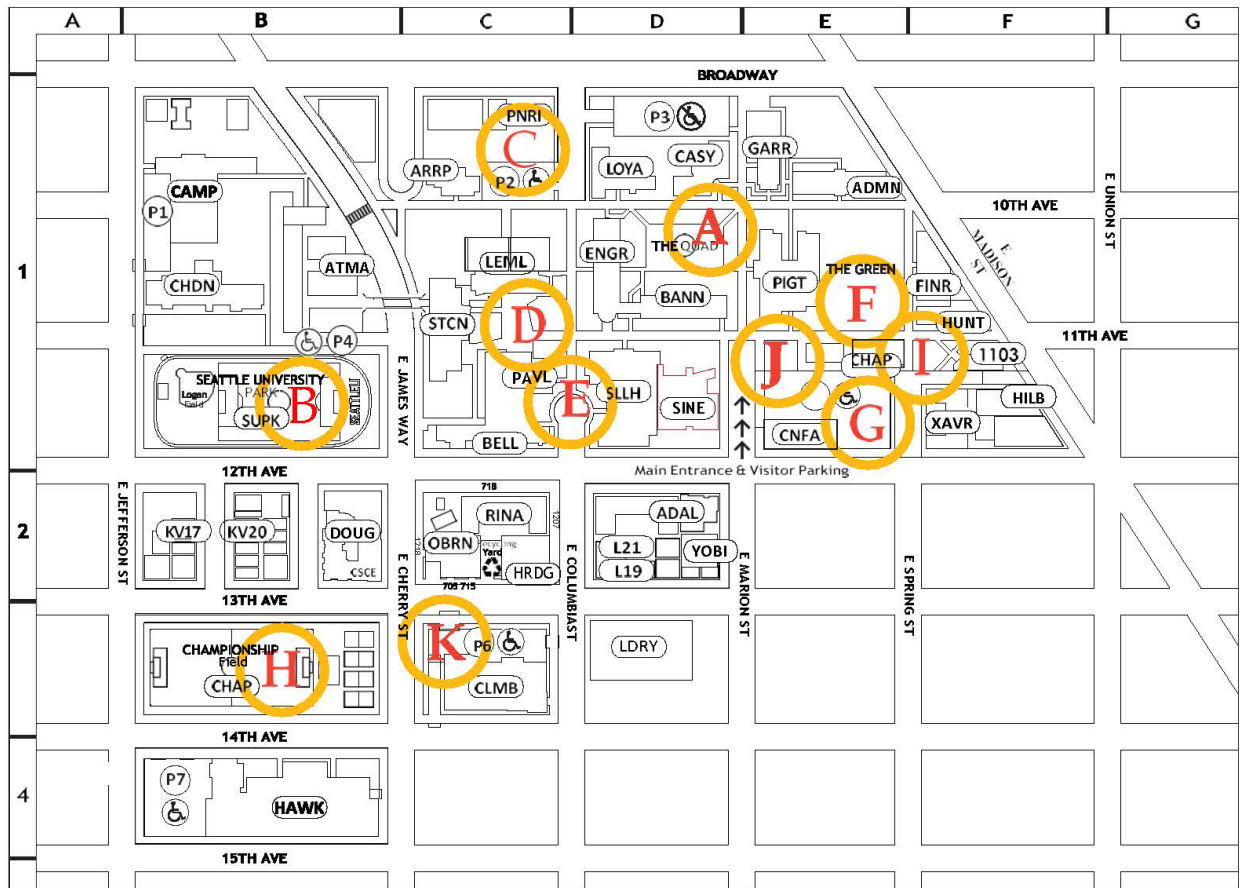 A B C D E F G
BROADWAY
PNRI
P3
C
GARR
ARRP
LOYA
CASY
P2
CAMP
ADMN
P1
10TH AVE
E UNION ST
A
THE QUAD
ENGR
E MADISON ST
1
LEML
ATMA
THE GREEN
CHDN
PIGT
FINR
BANN
F
D
STCN
HUNT
P4
11TH AVE
J
CHAP
I
1103
E JAMES WAY
PAVL
SEATTLE UNIVERSITY
PARK
Logan
Field
SEATTLEU
B
SUPK
E
SLLH
SINE
HILB
G
XAVR
CNFA
BELL
Main Entrance & Visitor Parking
12TH AVE
E JEFFERSON ST
2
718
RINA
1207
ADAL
KV17
KV20
DOUG
OBRN
1218
Recycling
Yard
L21
YOBI
CSCE
HRDG
L19
705 715
E CHERRY ST
E COLUMBIA ST
E MARION ST
E SPRING ST
13TH AVE
K
P6
CHAMPIONSHIP
Field
H
CHAP
LDRY
CLMB
14TH AVE
P7
4
HAWK
15TH AVE